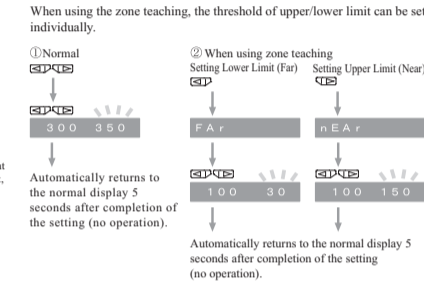 When using the zone teaching, the threshold of upper/lower limit can be set
individually.
①Normal
② When using zone teaching
Setting Lower Limit (Far) Setting Upper Limit (Near)
300 350
FAr
nEAr
100 30
100 150
Automatically returns to
the normal display 5
seconds after completion of
the setting (no operation).
Automatically returns to the normal display 5
seconds after completion of the setting
(no operation).